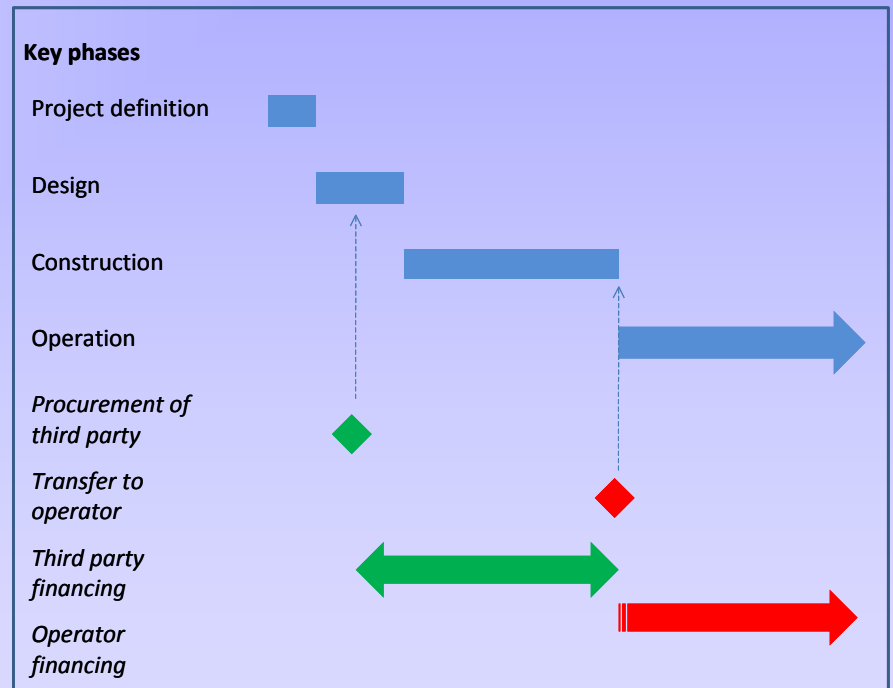 Key phases
Project definition
Design
Construction
Operation
Procurement of
third party
Transfer to
operator
Third party
financing
Operator
financing